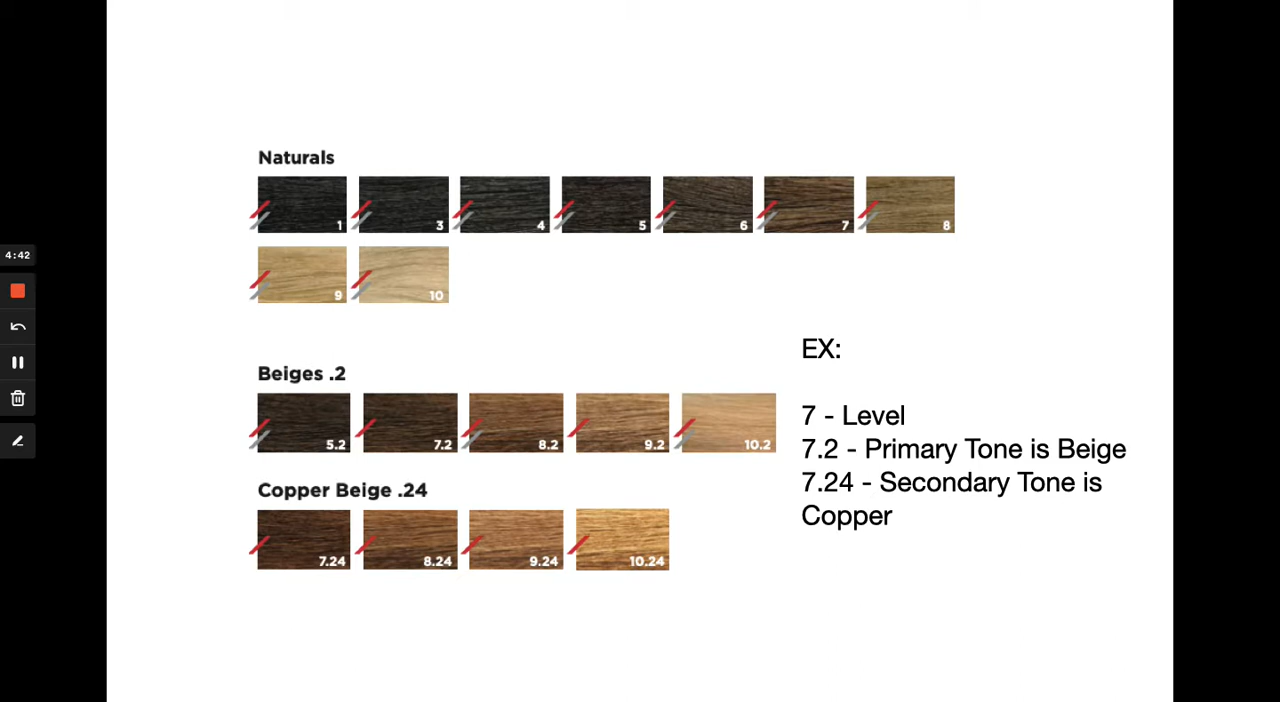 Naturals
1 3 4 5 6 7 8
9 10
4:42
EX:
Beiges .2
7 - Level
5.2 7.2 8.2 9.2 10.2
7.2 - Primary Tone is Beige
Copper Beige .24
7.24 - Secondary Tone is
Copper
7.24 8.24 9.24 10.24